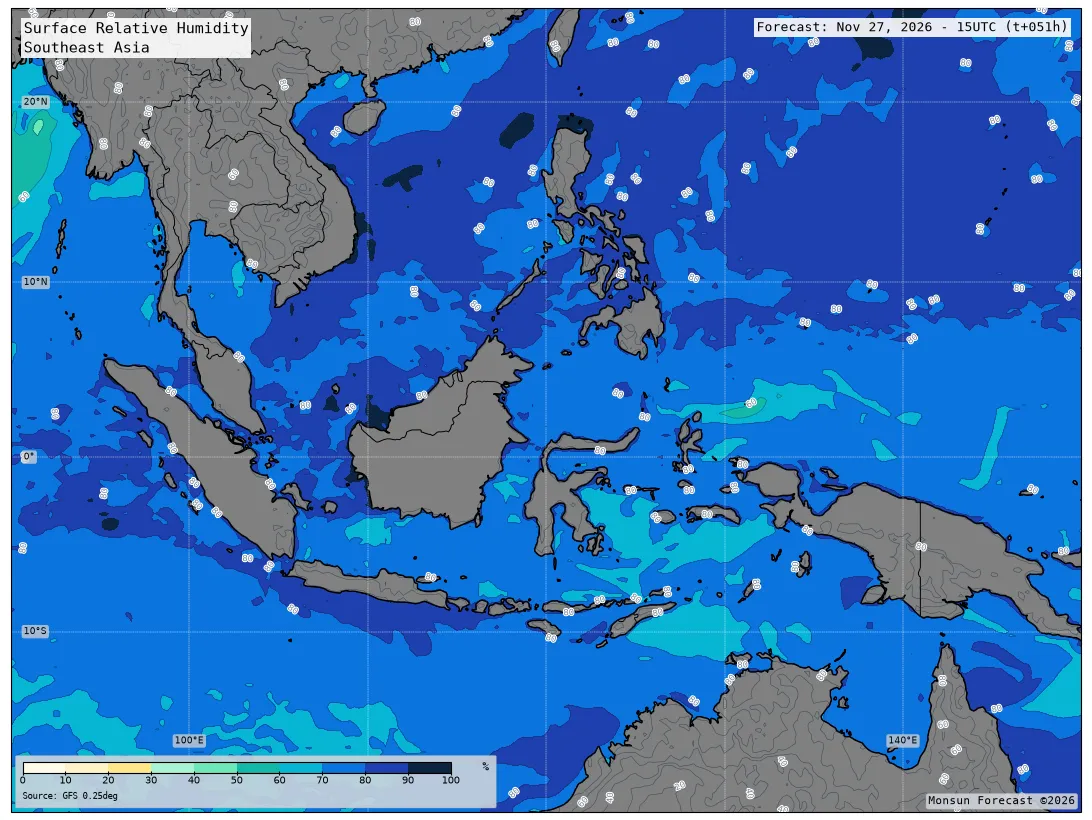 Surface Relative Humidity
Southeast Asia
Forecast: Nov 27, 2026 - 15UTC (t+051h)
20°N
10°N
0°
10°S
100°E
140°E
%
0 10 20 30 40 50 60 70 80 90 100
Source: GFS 0.25deg
Monsun Forecast ©2026